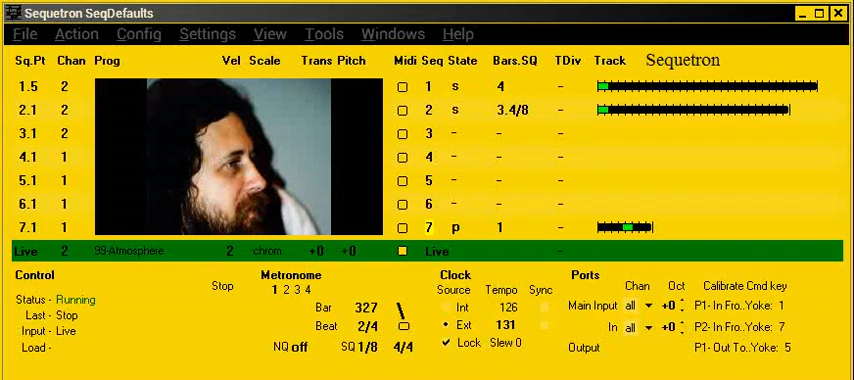 Sequetron SeqDefaults
File Action Config Settings View Tools Windows Help
Sq.Pt Chan Prog Vel Scale Trans Pitch Midi Seq State Bars.SQ TDiv Track Sequetron
1.5 2 1 s 4 -
2.1 2 2 s 3.4/8 -
3.1 2 3 - - -
4.1 1 4 - - -
5.1 1 5 - - -
6.1 1 6 - - -
7.1 1 7 p 1 -
Live 2 99-Atmosphere 2 chrom +0 +0 Live -
Control Stop Metronome Clock Ports
1 2 3 4 Source Tempo Sync Chan Oct Calibrate Cmd key
Status - Running Bar 327 Int 126 Main Input all +0 P1- In Fro..Yoke: 1
Last - Stop
Input - Live Beat 2/4 Ext 131 In all +0 P2- In Fro..Yoke: 7
Load - NQ off SQ 1/8 4/4 Lock Slew 0 Output P1- Out To..Yoke: 5